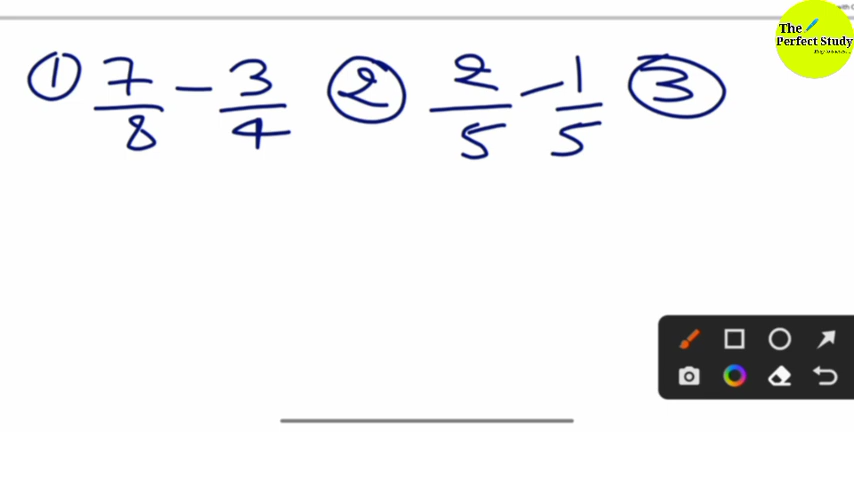 ① 7/8 - 3/4 ② 2/5 - 1/5 ③
The
Perfect Study